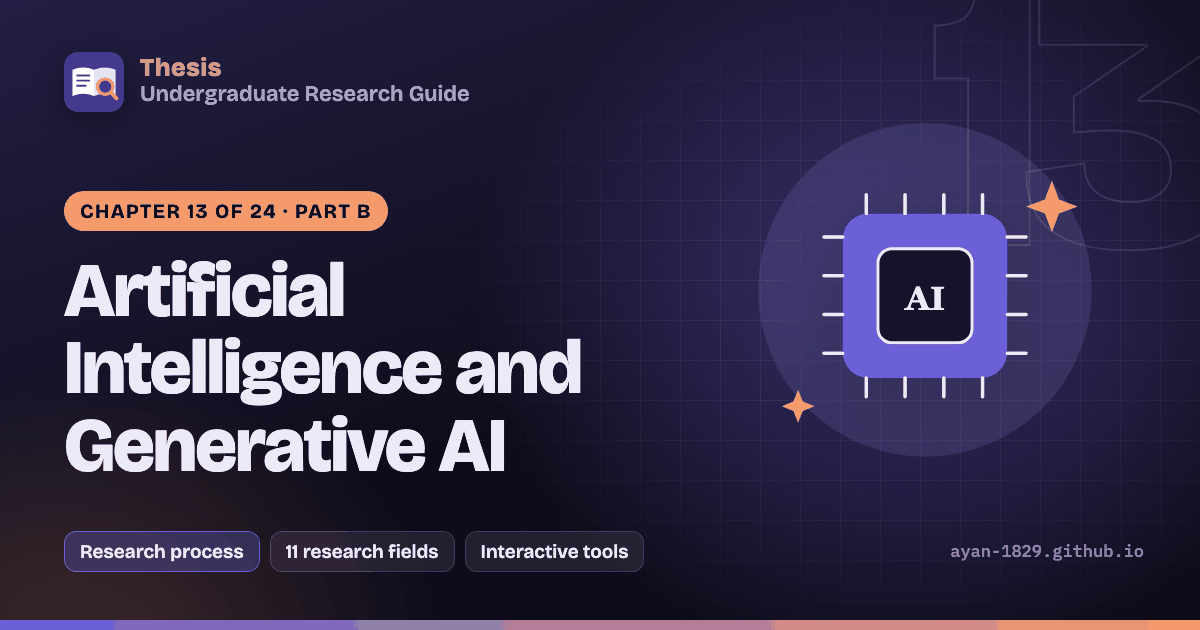 Thesis
Undergraduate Research Guide
13
CHAPTER 13 OF 24 · PART B
Artificial
Intelligence and
Generative AI
AI
Research process
11 research fields
Interactive tools
ayan-1829.github.io